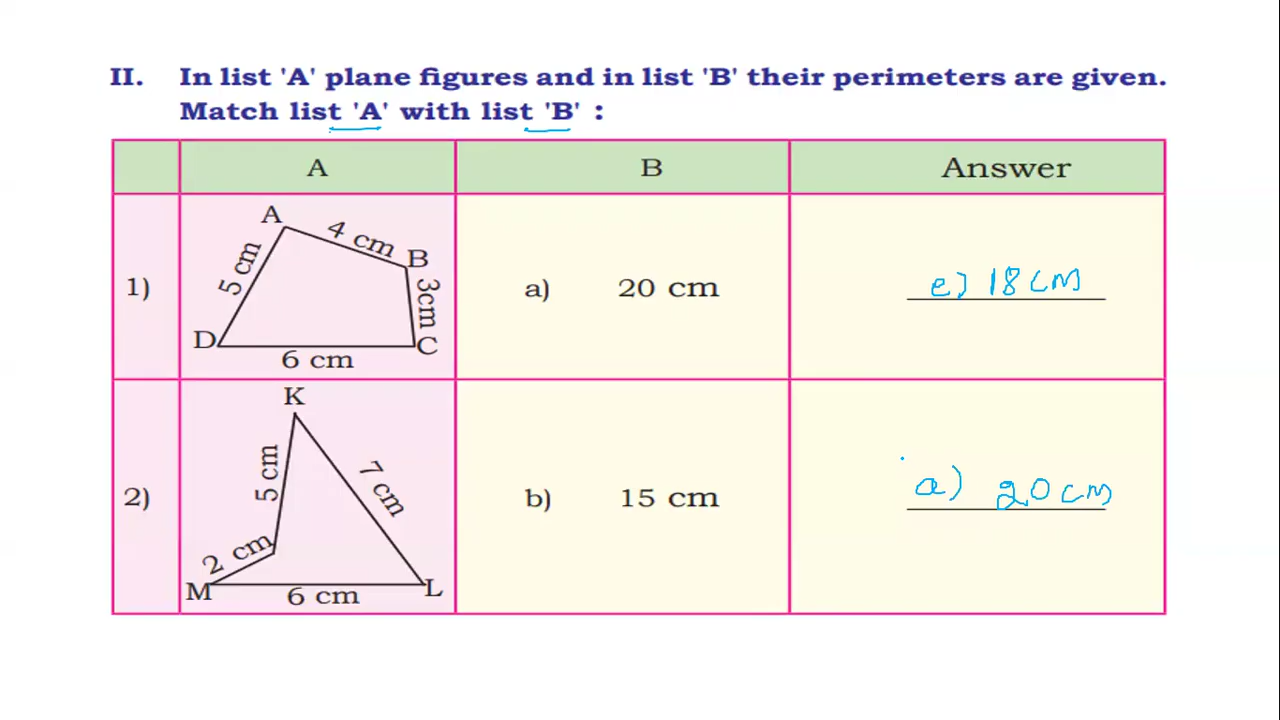 II. In list 'A' plane figures and in list 'B' their perimeters are given.
Match list 'A' with list 'B' :
A B Answer
1)
A
4 cm
B
5 cm
3cm
D
C
6 cm
a) 20 cm
e) 18 cm
2)
K
5 cm
7 cm
2 cm
M
L
6 cm
b) 15 cm
a) 20 cm